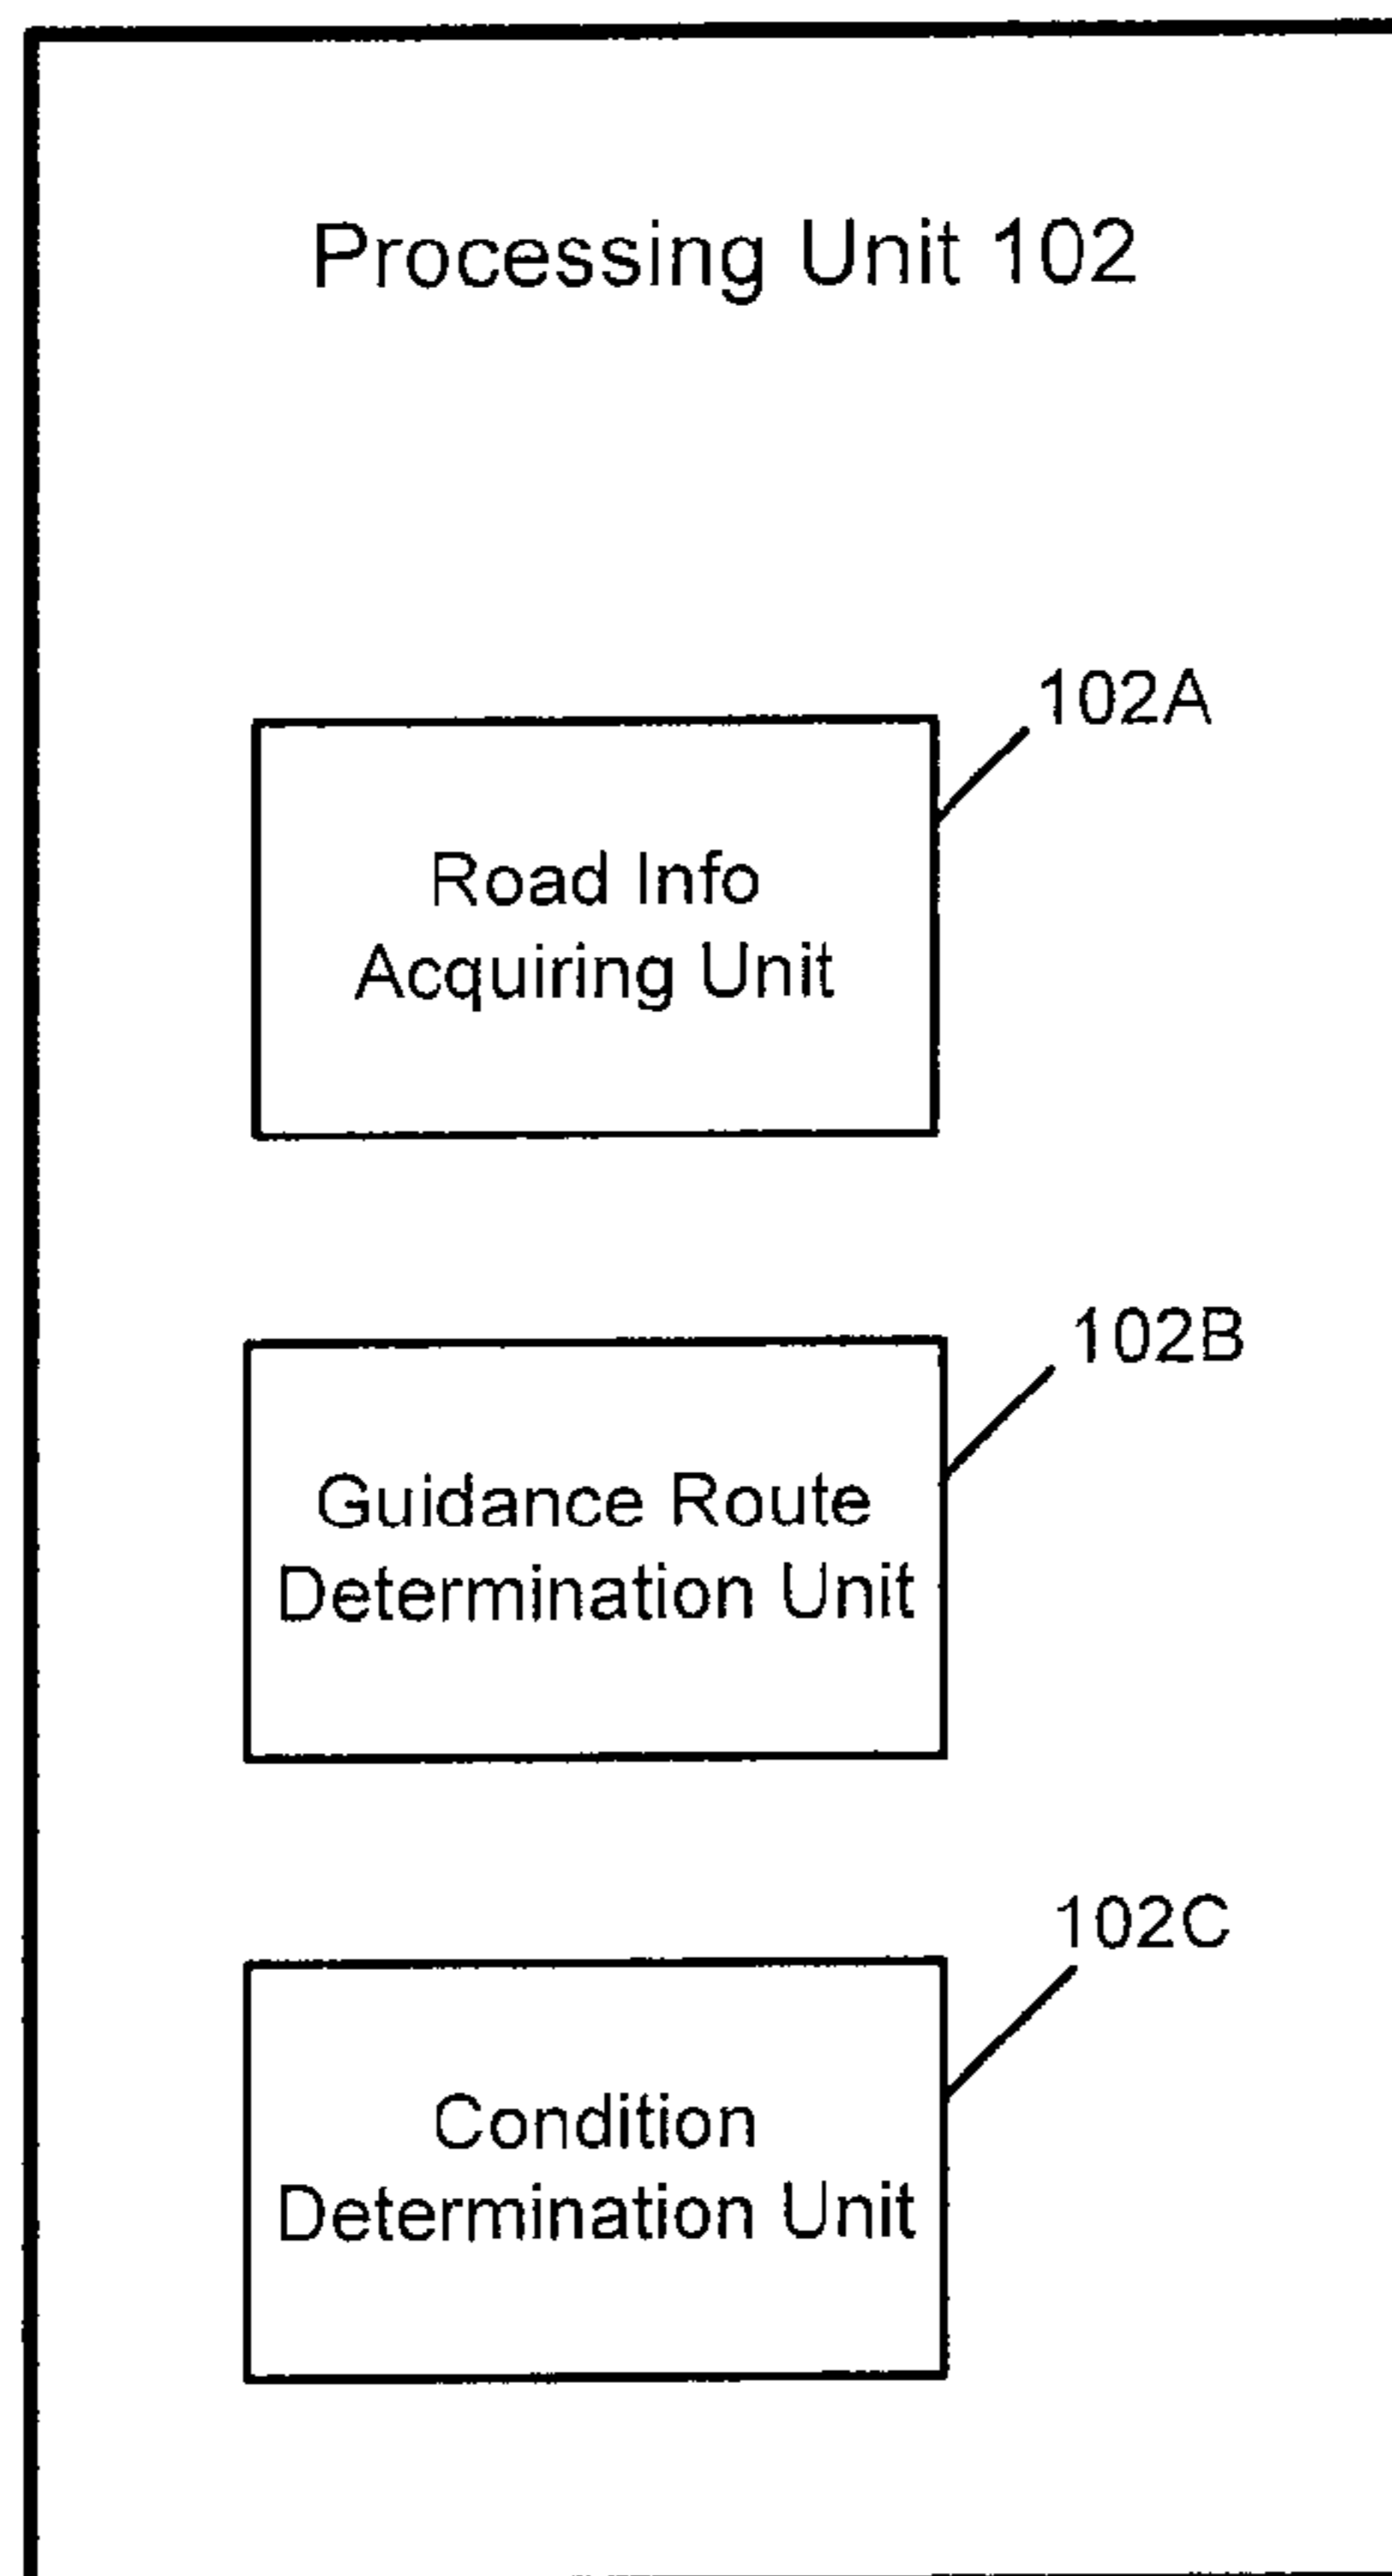 Processing Unit 102
102A
Road Info
Acquiring Unit
102B
Guidance Route
Determination Unit
102C
Condition
Determination Unit